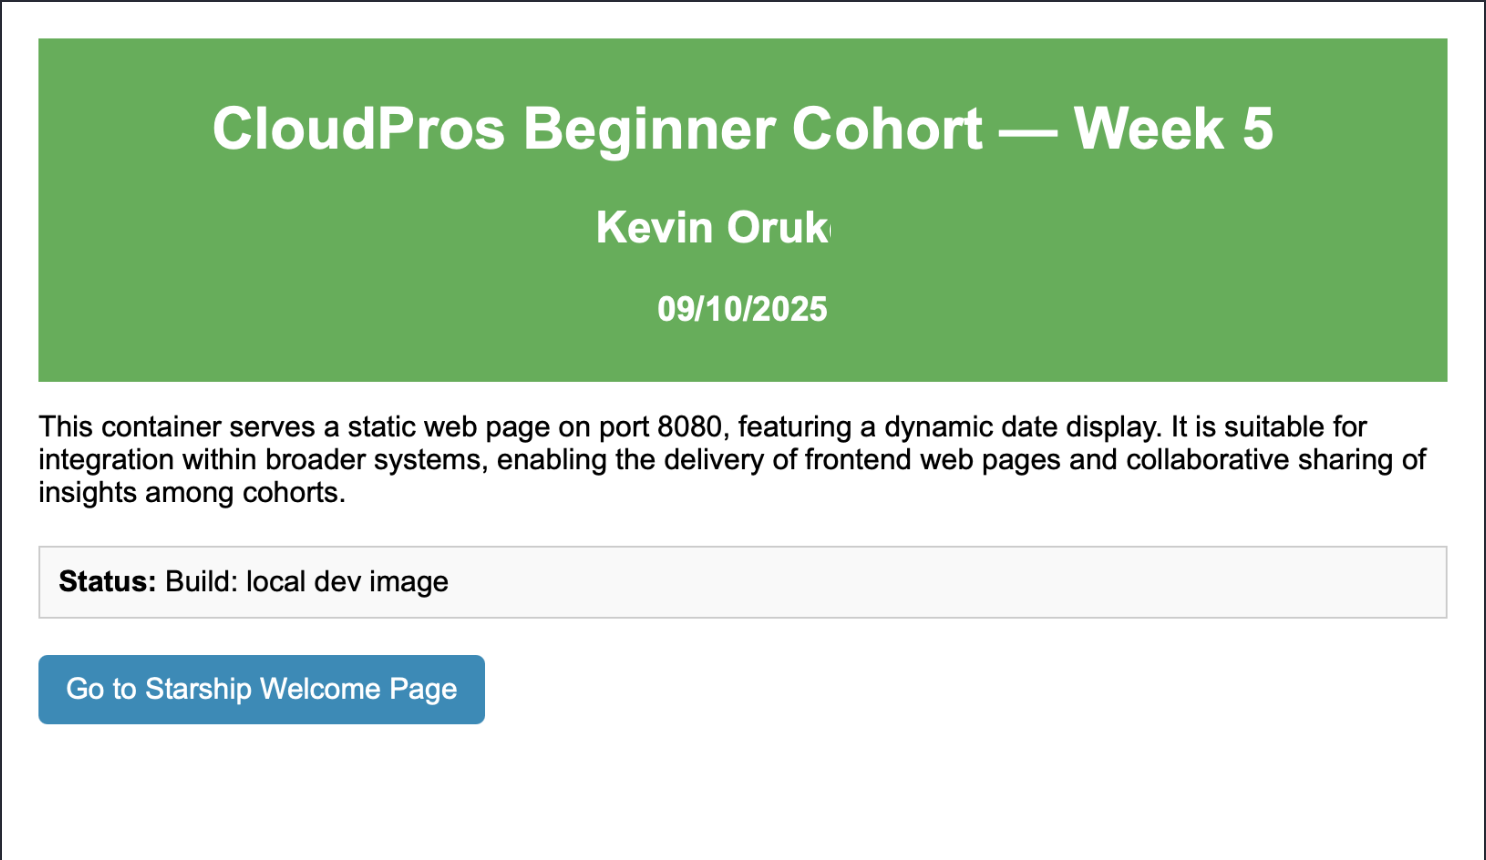 CloudPros Beginner Cohort — Week 5
Kevin
09/10/2025
This container serves a static web page on port 8080, featuring a dynamic date display. It is suitable for
integration within broader systems, enabling the delivery of frontend web pages and collaborative sharing of
insights among cohorts.
Status: Build: local dev image
Go to Starship Welcome Page